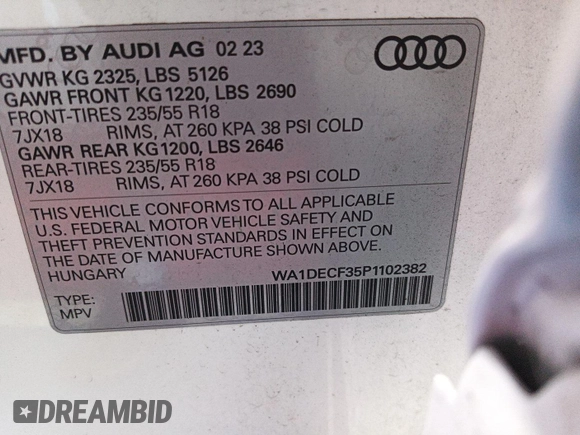 MFD. BY AUDI AG 02 23
GVWR KG 2325, LBS 5126
GAWR FRONT KG 1220, LBS 2690
FRONT-TIRES 235/55 R18
7JX18 RIMS, AT 260 KPA 38 PSI COLD
GAWR REAR KG 1200, LBS 2646
REAR-TIRES 235/55 R18
7JX18 RIMS, AT 260 KPA 38 PSI COLD
THIS VEHICLE CONFORMS TO ALL APPLICABLE
U.S. FEDERAL MOTOR VEHICLE SAFETY AND
THEFT PREVENTION STANDARDS IN EFFECT ON
THE DATE OF MANUFACTURE SHOWN ABOVE.
HUNGARY WA1DECF35P1102382
TYPE:
MPV
DREAMBID